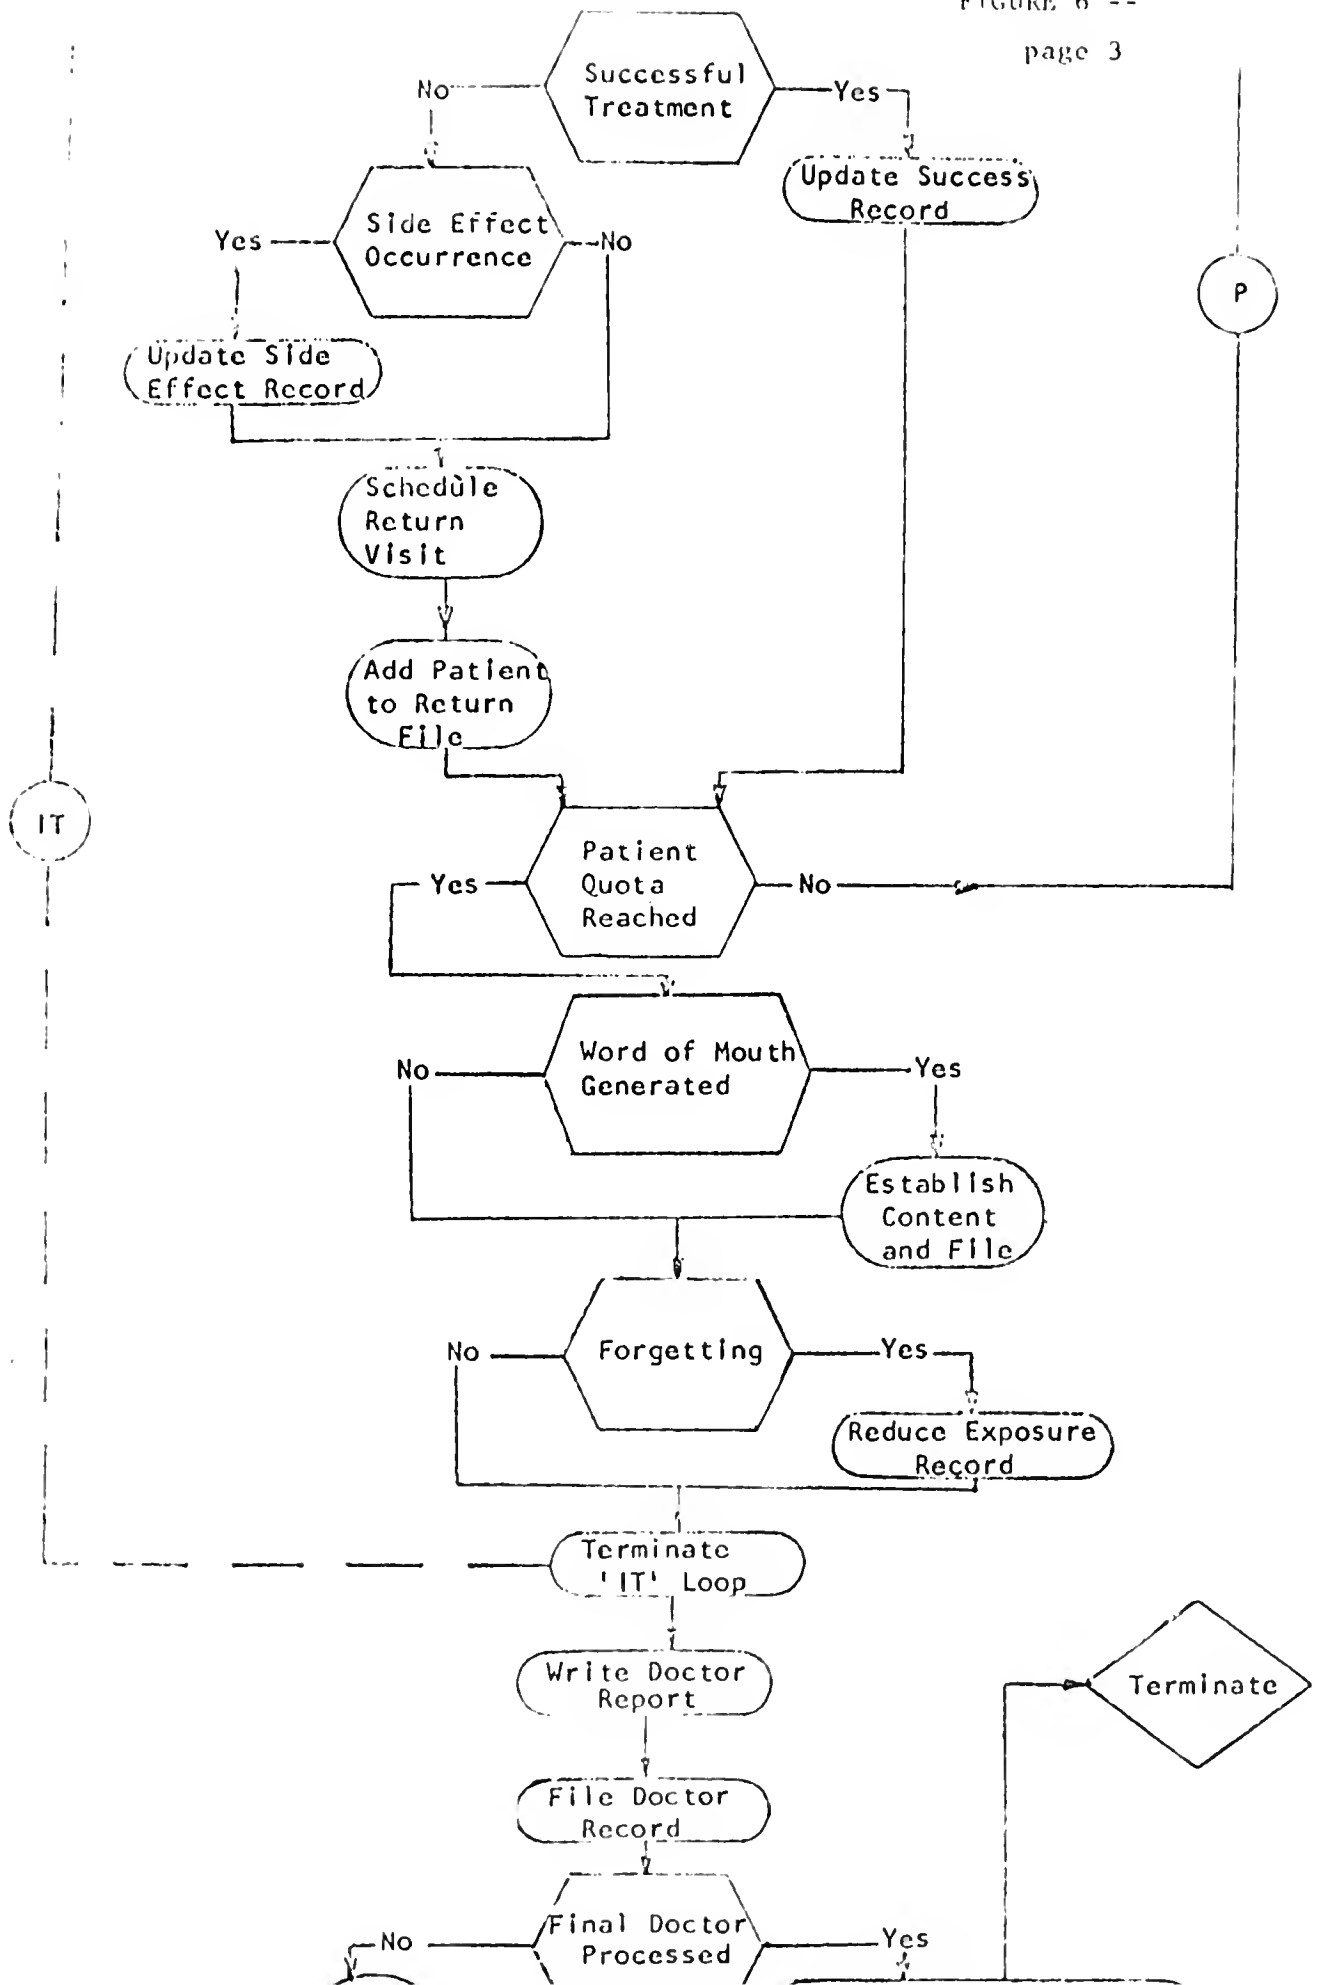 FIGURE 6 --
page 3
Successful
Treatment
No
Yes
Update Success
Record
Side Effect
Occurrence
Yes
No
P
Update Side
Effect Record
Schedule
Return
Visit
Add Patient
to Return
File
IT
Patient
Quota
Reached
Yes
No
Word of Mouth
Generated
No
Yes
Establish
Content
and File
Forgetting
No
Yes
Reduce Exposure
Record
Terminate
'IT' Loop
Write Doctor
Report
Terminate
File Doctor
Record
Final Doctor
Processed
No
Yes